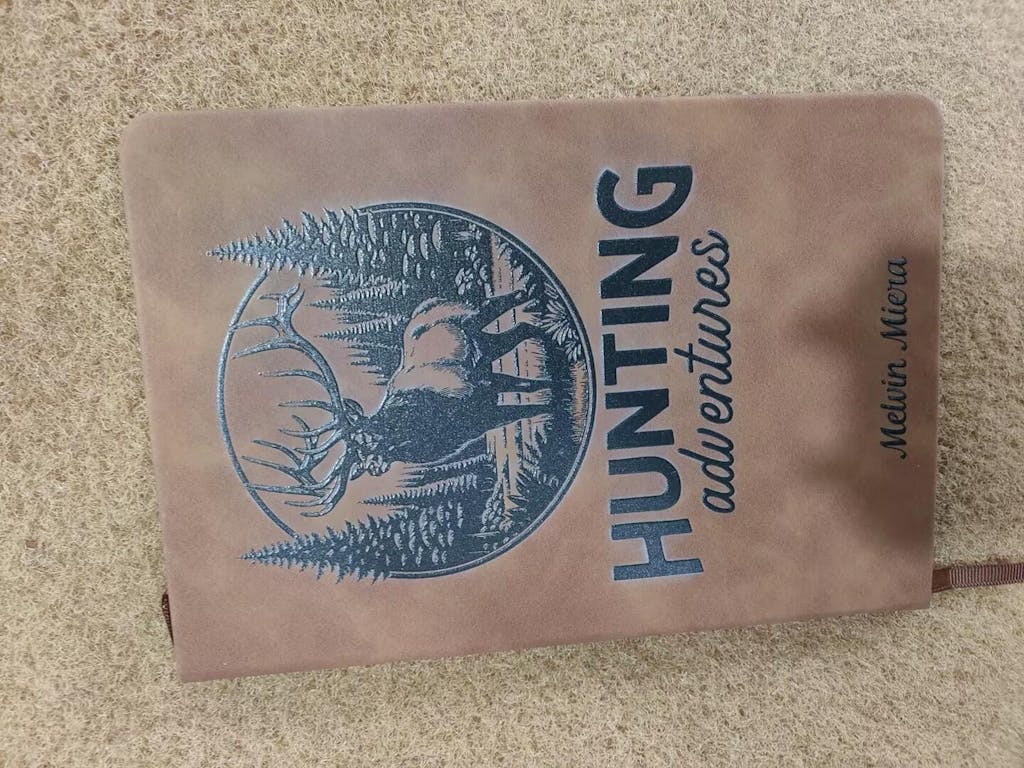 HUNTING
adventures
Melvin Miera